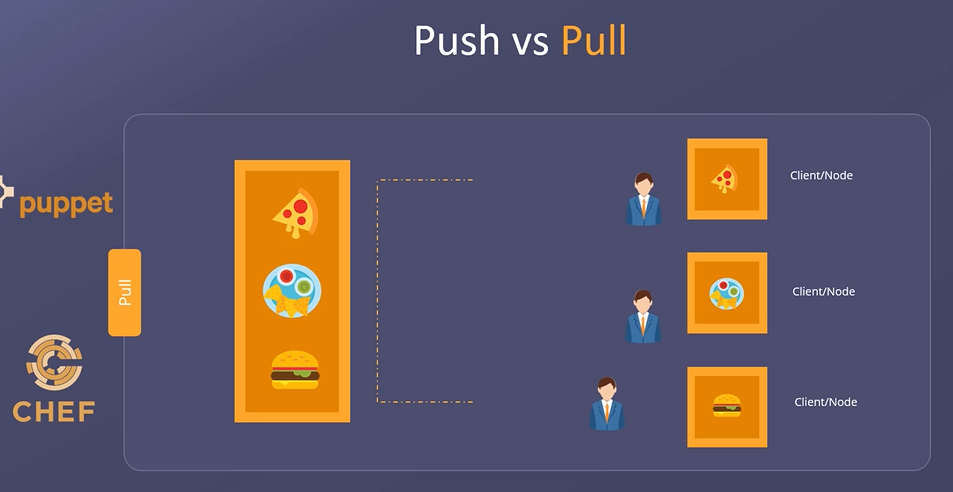 Push vs Pull
puppet
Pull
CHEF
Client/Node
Client/Node
Client/Node